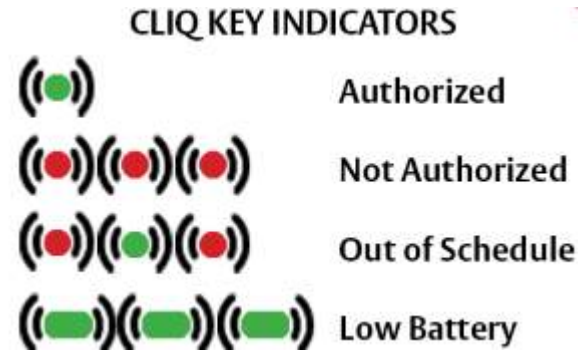 CLIQ KEY INDICATORS
Authorized
Not Authorized
Out of Schedule
Low Battery